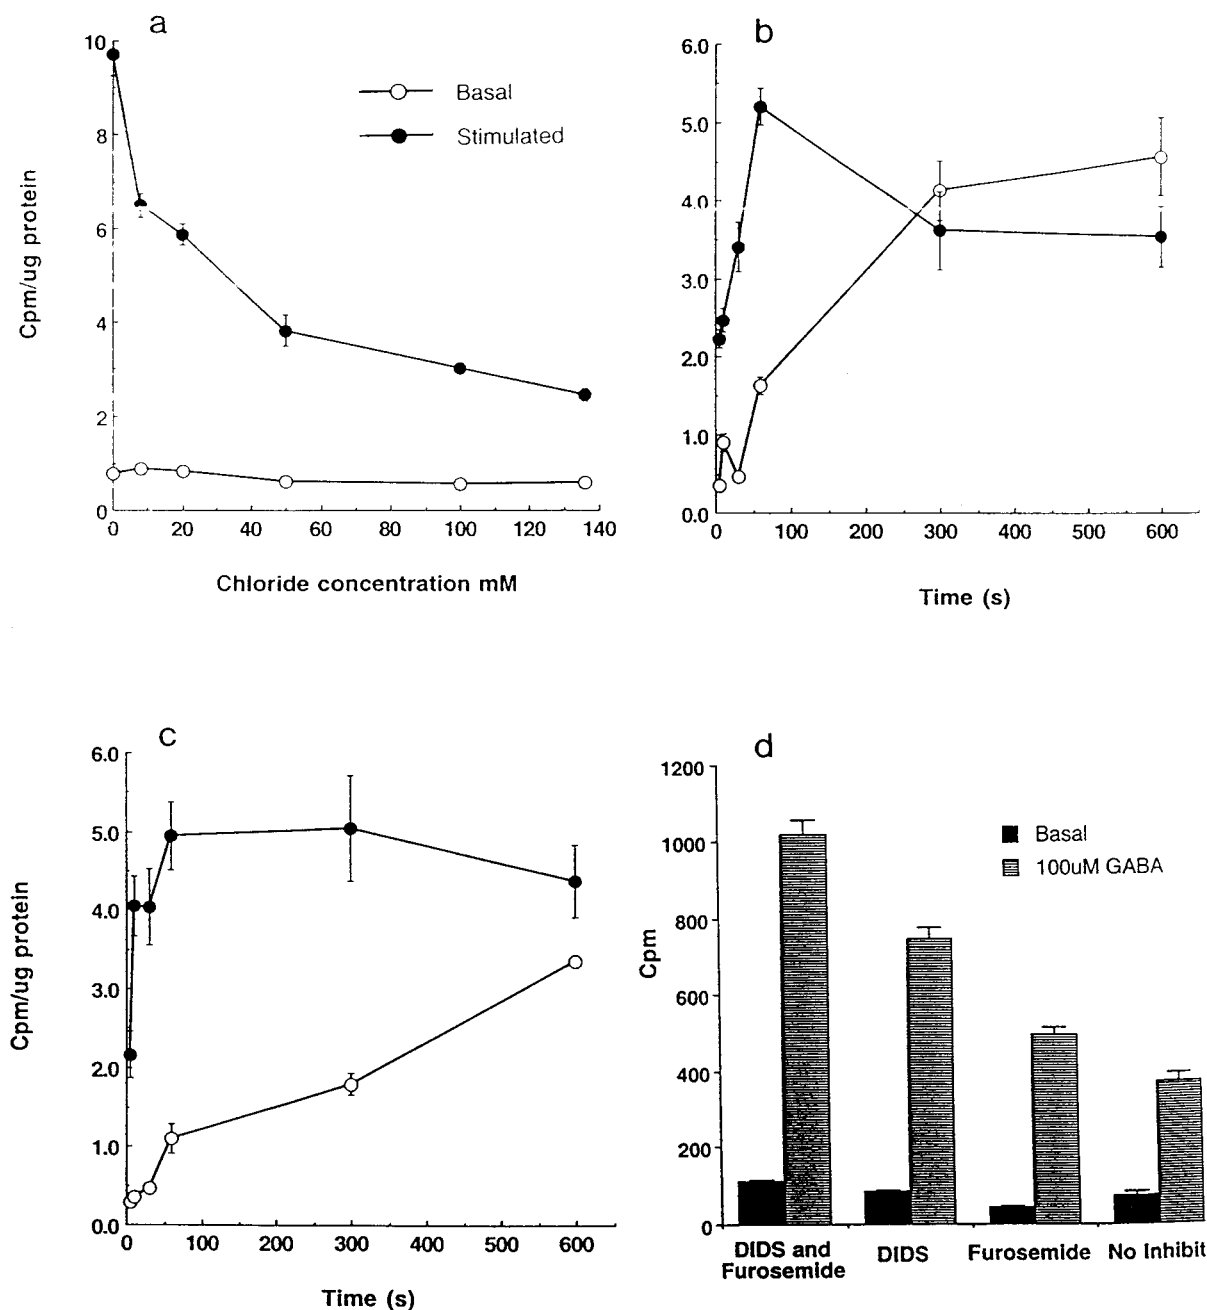 a
10
8
6
4
2
0
Cpm/ug protein
Basal
Stimulated
0 20 40 60 80 100 120 140
Chloride concentration mM
b
6.0
5.0
4.0
3.0
2.0
1.0
0.0
0 100 200 300 400 500 600
Time (s)
c
6.0
5.0
4.0
3.0
2.0
1.0
0.0
Cpm/ug protein
0 100 200 300 400 500 600
Time (s)
d
1200
1000
800
600
400
200
0
Cpm
Basal
100uM GABA
DIDS and Furosemide
DIDS
Furosemide
No Inhibit